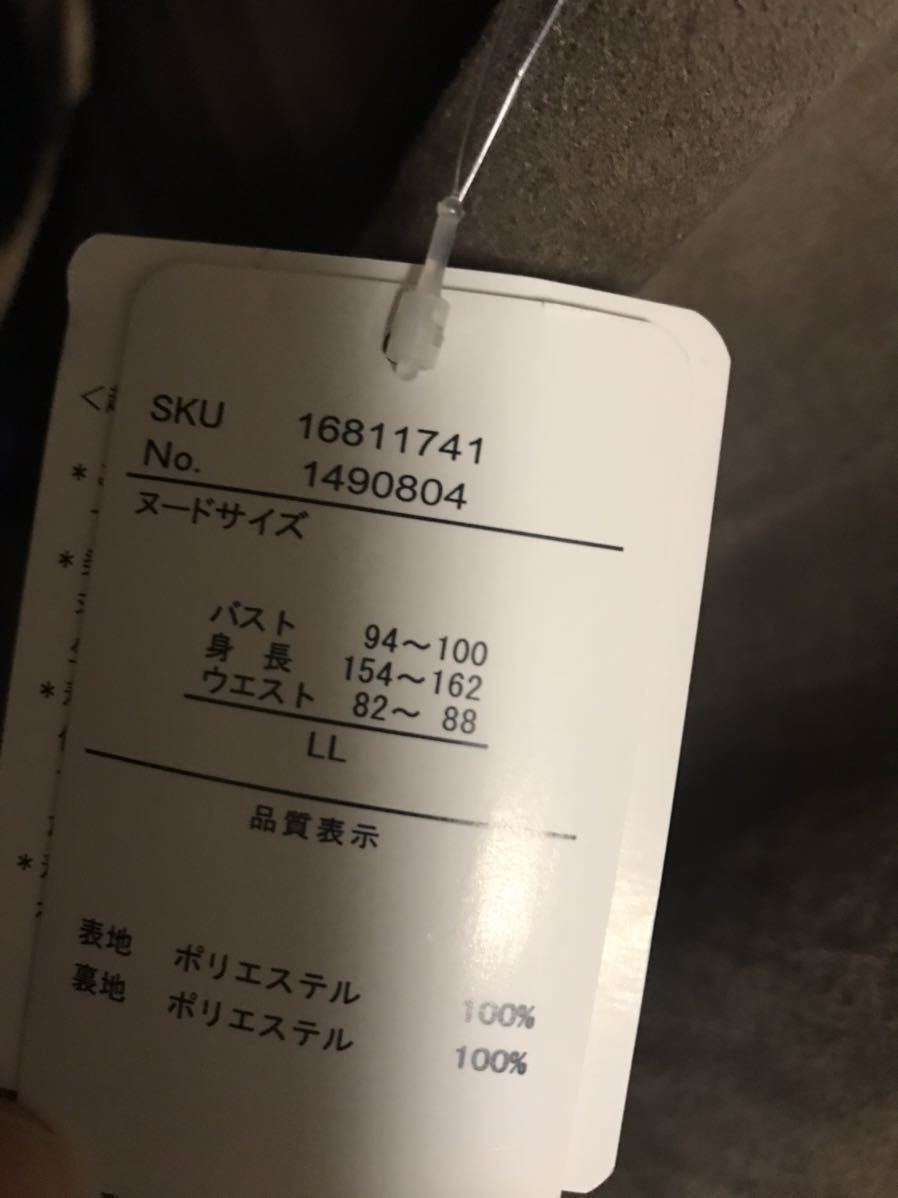 SKU 16811741
No. 1490804
ヌードサイズ
バスト 94～100
身 長 154～162
ウエスト 82～ 88
LL
品質表示
表地 ポリエステル 100%
裏地 ポリエステル 100%